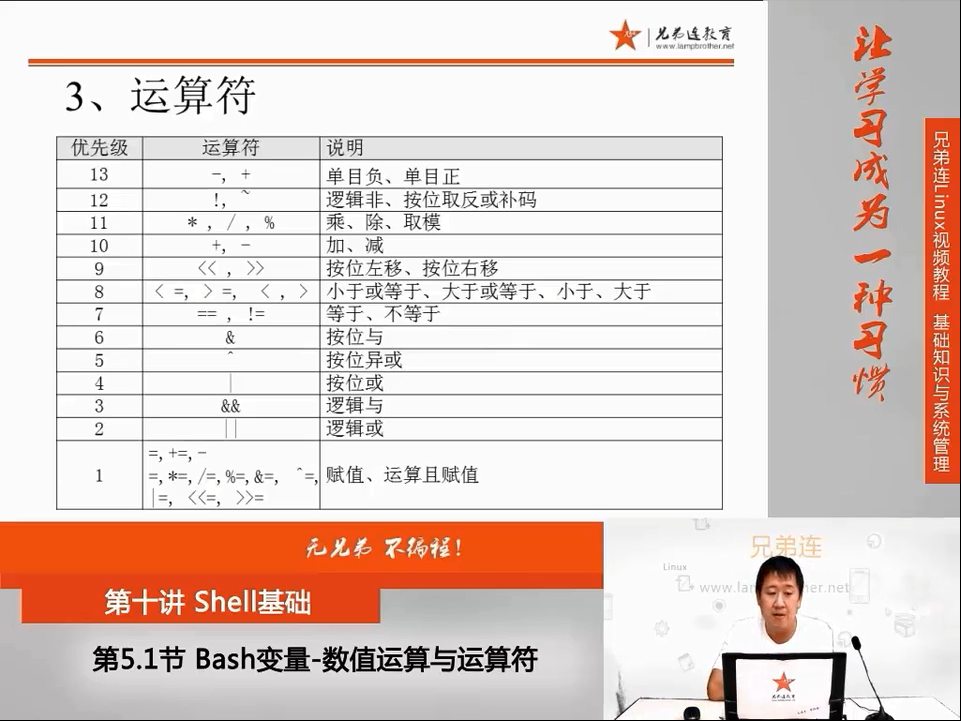 兄弟连教育
www.lampbrother.net
3、运算符
优先级 运算符 说明
13 -, + 单目负、单目正
12 !, ~ 逻辑非、按位取反或补码
11 * , / , % 乘、除、取模
10 +, - 加、减
9 << , >> 按位左移、按位右移
8 < =, > =, < , > 小于或等于、大于或等于、小于、大于
7 == , != 等于、不等于
6 & 按位与
5 ^ 按位异或
4 | 按位或
3 && 逻辑与
2 || 逻辑或
1 =,+=,-
=,*=,/=,%=,&=, ^=, 赋值、运算且赋值
|=, <<=, >>=
让学习成为一种习惯
兄弟连Linux视频教程 基础知识与系统管理
无兄弟 不编程！
第十讲 Shell基础
第5.1节 Bash变量-数值运算与运算符
兄弟连
Linux
兄弟连教育